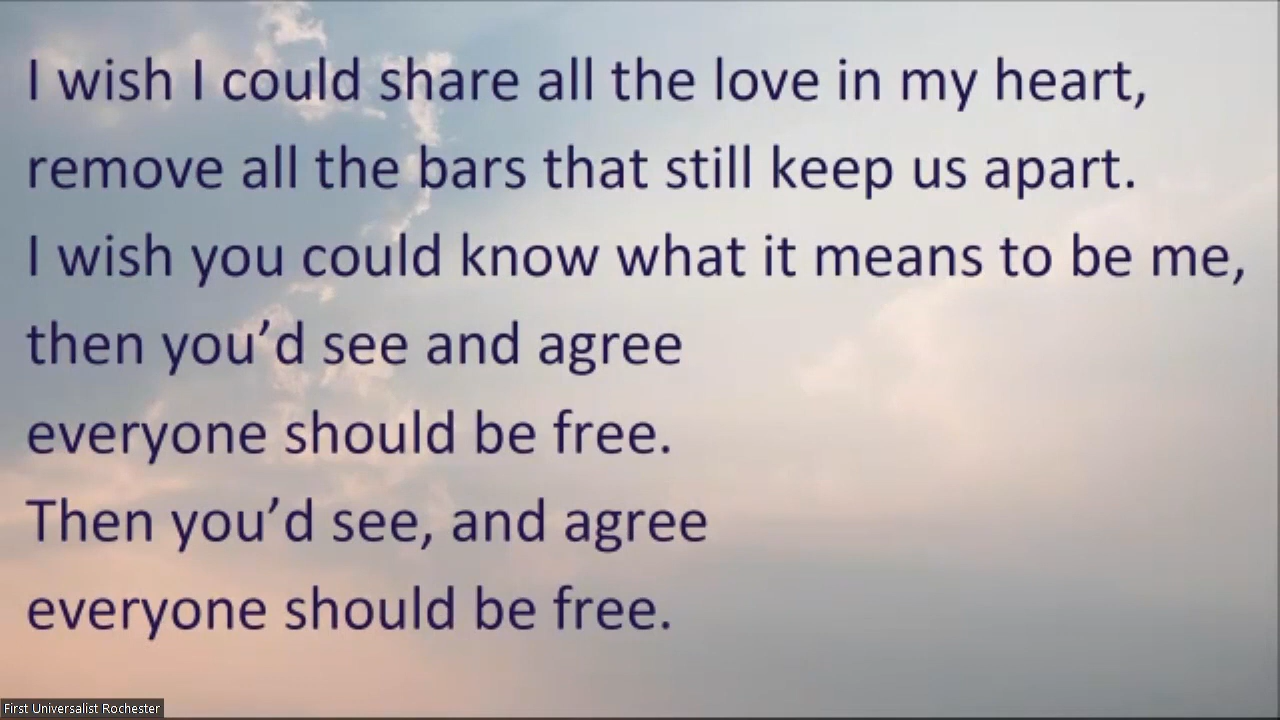 I wish I could share all the love in my heart,
remove all the bars that still keep us apart.
I wish you could know what it means to be me,
then you’d see and agree
everyone should be free.
Then you’d see, and agree
everyone should be free.
First Universalist Rochester